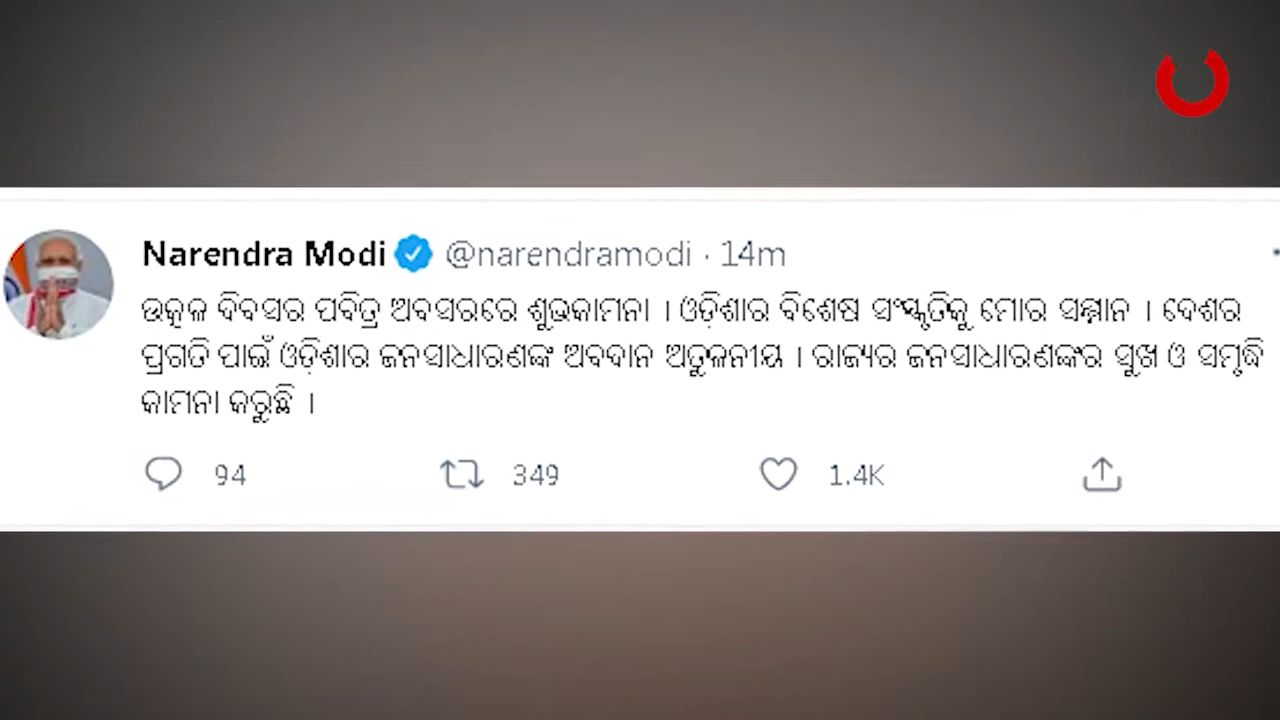 Narendra Modi @narendramodi · 14m
ଉତ୍କଳ ଦିବସର ପବିତ୍ର ଅବସରରେ ଶୁଭକାମନା । ଓଡ଼ିଶାର ବିଶେଷ ସଂସ୍କୃତିକୁ ମୋର ସମ୍ମାନ । ଦେଶର
ପ୍ରଗତି ପାଇଁ ଓଡ଼ିଶାର ଜନସାଧାରଣଙ୍କ ଅବଦାନ ଅତୁଳନୀୟ । ରାଜ୍ୟର ଜନସାଧାରଣଙ୍କର ସୁଖ ଓ ସମୃଦ୍ଧି
କାମନା କରୁଛି ।
94 349 1.4K